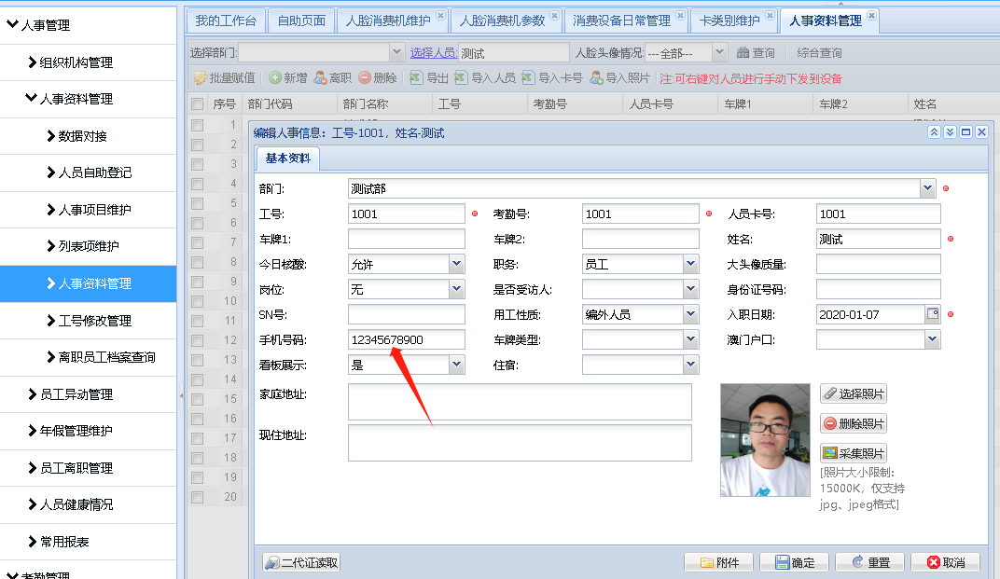 人事管理
组织机构管理
人事资料管理
数据对接
人员自助登记
人事项目维护
列表项维护
人事资料管理
工号修改管理
离职员工档案查询
员工异动管理
年假管理维护
员工离职管理
人员健康情况
常用报表
考勤管理
我的工作台 自助页面 人脸消费机维护 人脸消费机参数 消费设备日常管理 卡类别维护 人事资料管理
选择部门: 选择人员: 测试 人脸头像情况: ---全部--- 查询 综合查询
批量赋值 新增 离职 删除 导出 导入人员 导入卡号 导入照片 注:可右键对人员进行手动下发到设备
序号 部门代码 部门名称 工号 考勤号 人员卡号 车牌1 车牌2 姓名
1
2
3
4
5
6
7
8
9
10
11
12
13
14
15
16
17
18
19
20
编辑人事信息: 工号-1001, 姓名-测试
基本资料
部门: 测试部
工号: 1001 考勤号: 1001 人员卡号: 1001
车牌1: 车牌2: 姓名: 测试
今日核酸: 允许 职务: 员工 大头像质量:
岗位: 无 是否受访人: 身份证号码:
SN号: 用工性质: 编外人员 入职日期: 2020-01-07
手机号码: 12345678900 车牌类型: 澳门户口:
看板展示: 是 住宿:
家庭地址:
现住地址:
选择照片
删除照片
采集照片
[照片大小限制:
15000K, 仅支持
jpg、jpeg格式]
二代证读取 附件 确定 重置 取消